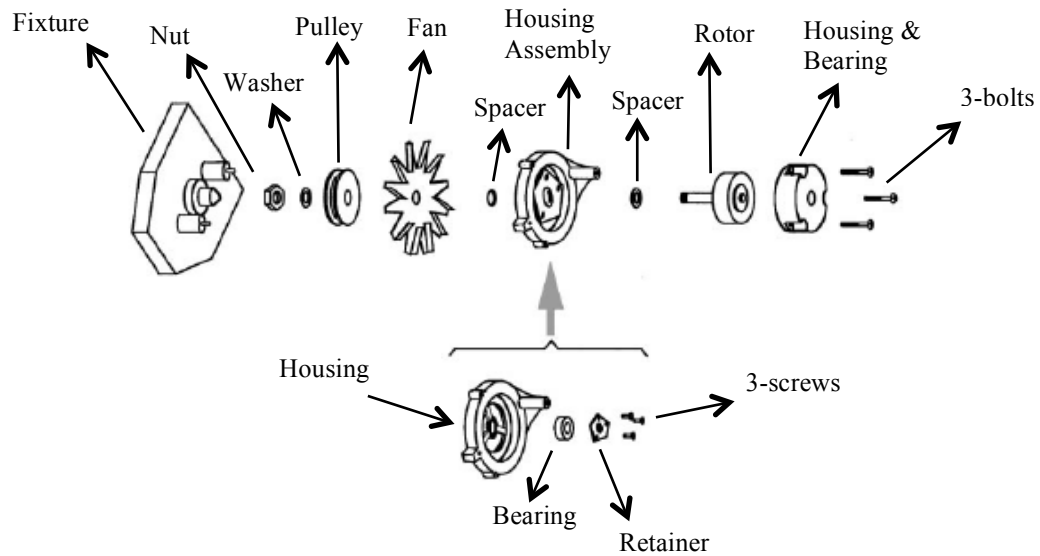 Fixture
Nut
Washer
Pulley
Fan
Spacer
Housing
Assembly
Spacer
Rotor
Housing &
Bearing
3-bolts
Housing
Bearing
Retainer
3-screws